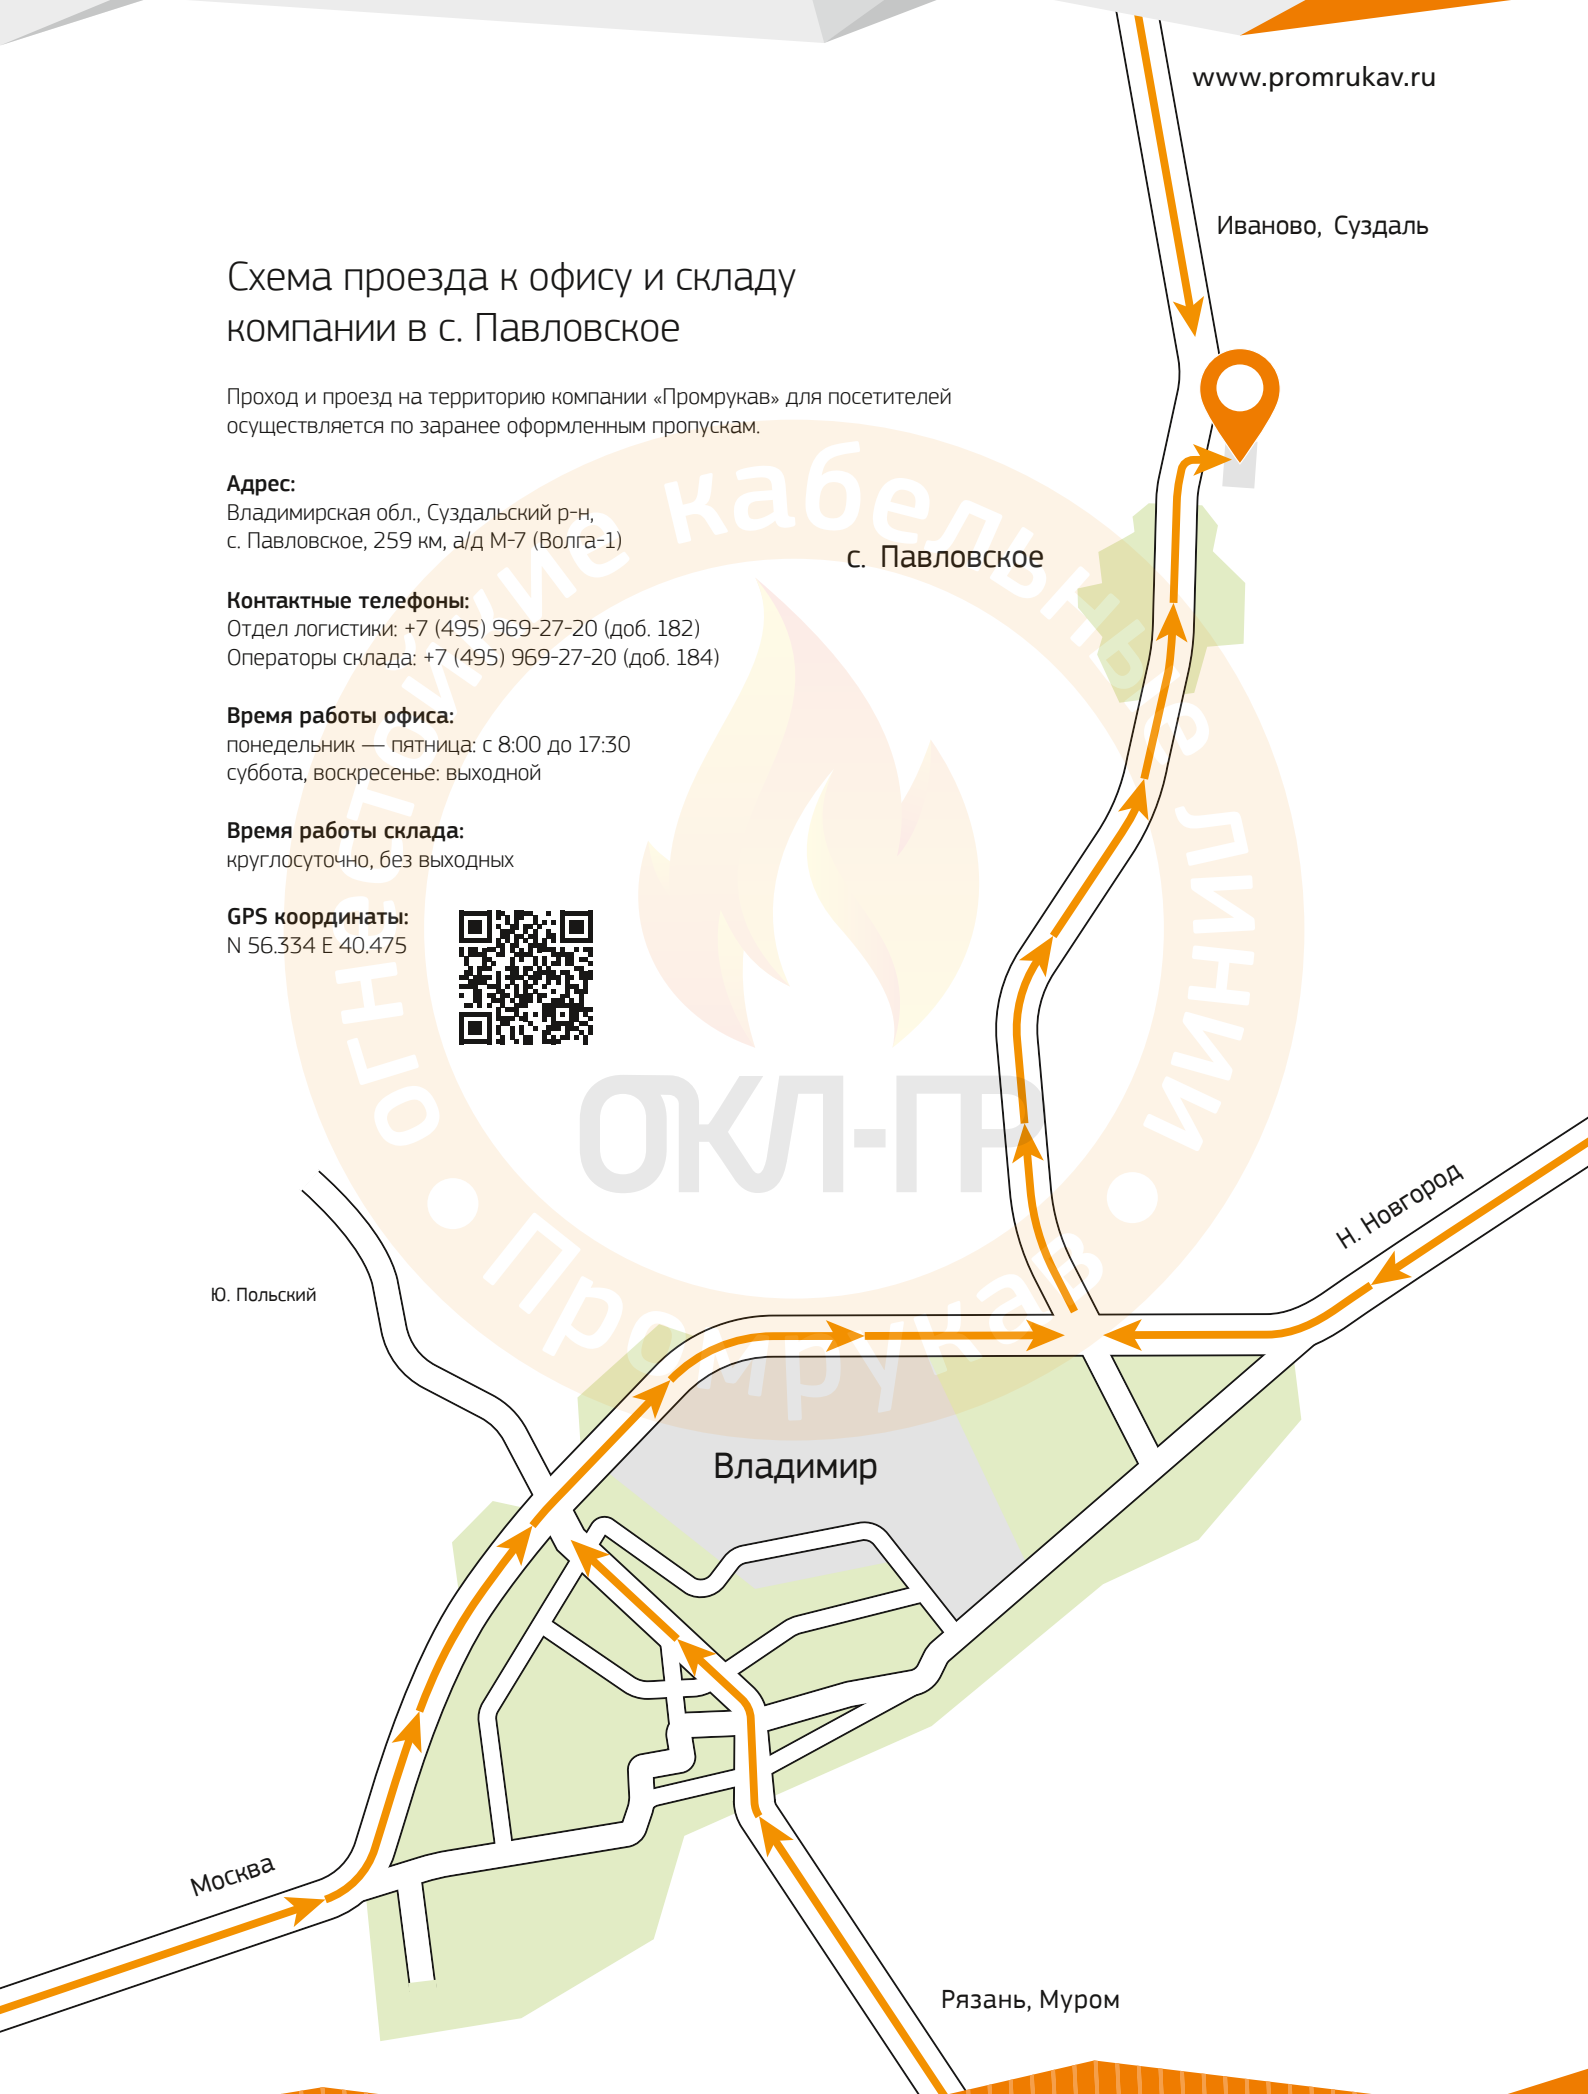 www.promrukav.ru
Иваново, Суздаль
Схема проезда к офису и складу
компании в с. Павловское
Проход и проезд на территорию компании «Промрукав» для посетителей
осуществляется по заранее оформленным пропускам.
Адрес:
Владимирская обл., Суздальский р-н,
с. Павловское, 259 км, а/д М-7 (Волга-1)
с. Павловское
Контактные телефоны:
Отдел логистики: +7 (495) 969-27-20 (доб. 182)
Операторы склада: +7 (495) 969-27-20 (доб. 184)
Время работы офиса:
понедельник — пятница: с 8:00 до 17:30
суббота, воскресенье: выходной
Время работы склада:
круглосуточно, без выходных
GPS координаты:
N 56.334 E 40.475
огнестойкие кабельные линии
ОКЛ-ПР
Промрукав
Н. Новгород
Ю. Польский
Владимир
Москва
Рязань, Муром